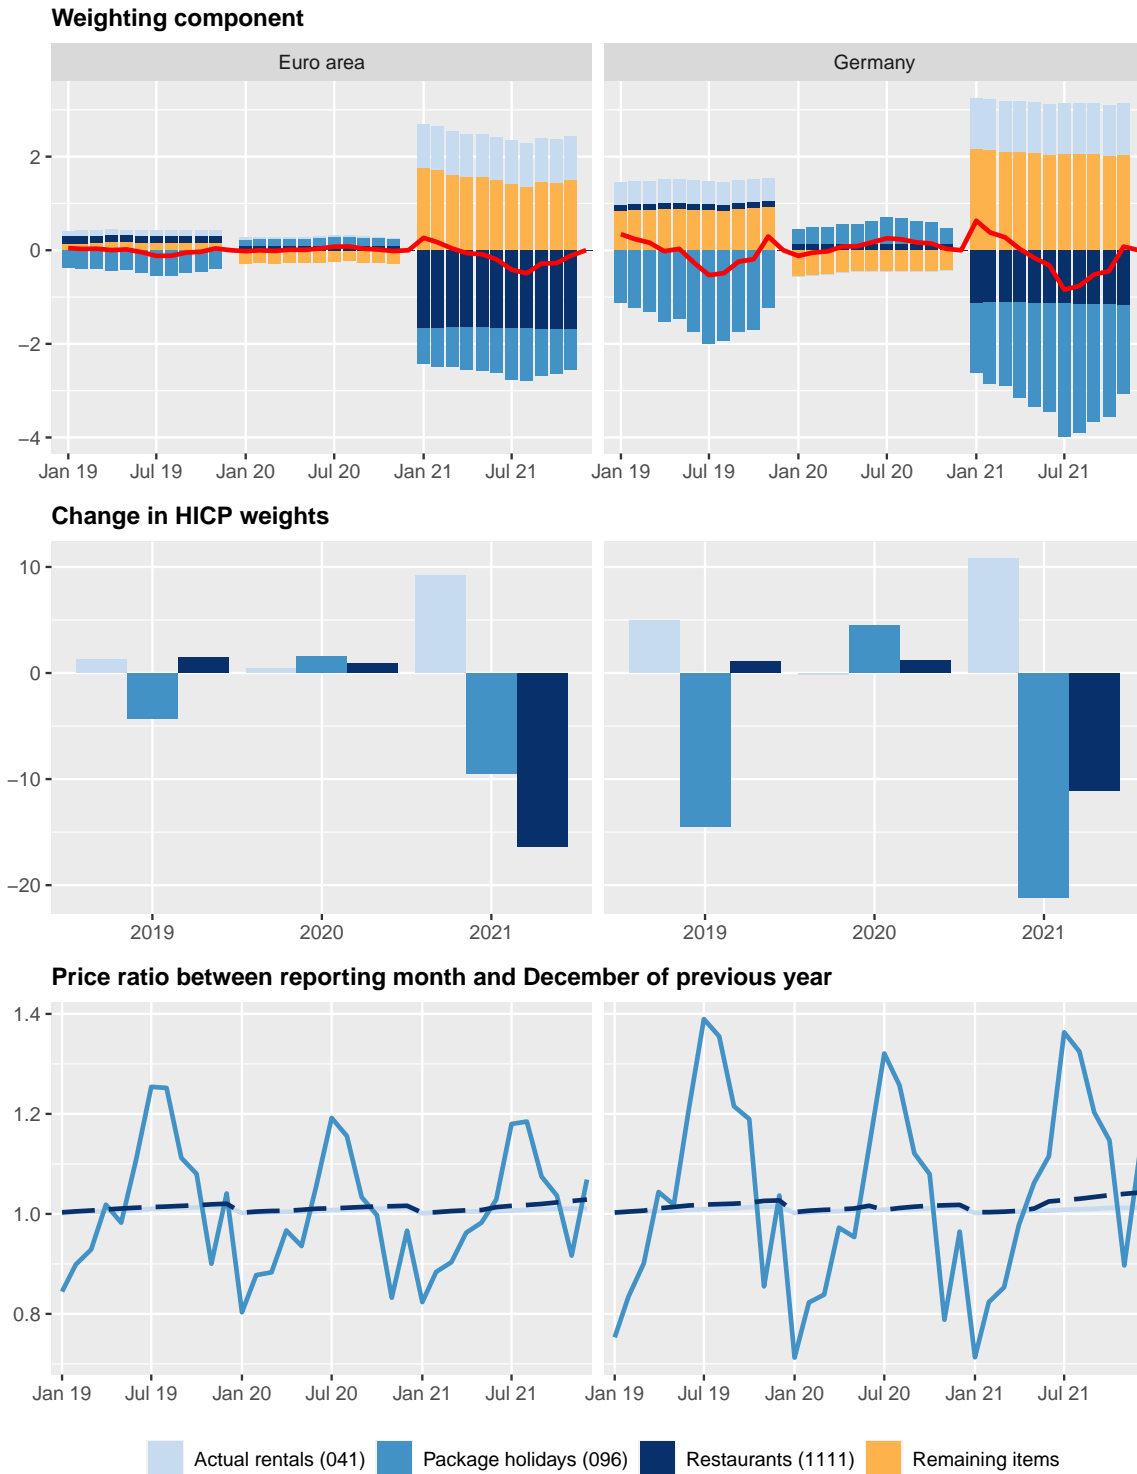 Weighting component
Euro area
Germany
2
0
−2
−4
Jan 19 Jul 19 Jan 20 Jul 20 Jan 21 Jul 21
Jan 19 Jul 19 Jan 20 Jul 20 Jan 21 Jul 21
Change in HICP weights
10
0
−10
−20
2019 2020 2021
2019 2020 2021
Price ratio between reporting month and December of previous year
1.4
1.2
1.0
0.8
Jan 19 Jul 19 Jan 20 Jul 20 Jan 21 Jul 21
Jan 19 Jul 19 Jan 20 Jul 20 Jan 21 Jul 21
Actual rentals (041) Package holidays (096) Restaurants (1111) Remaining items